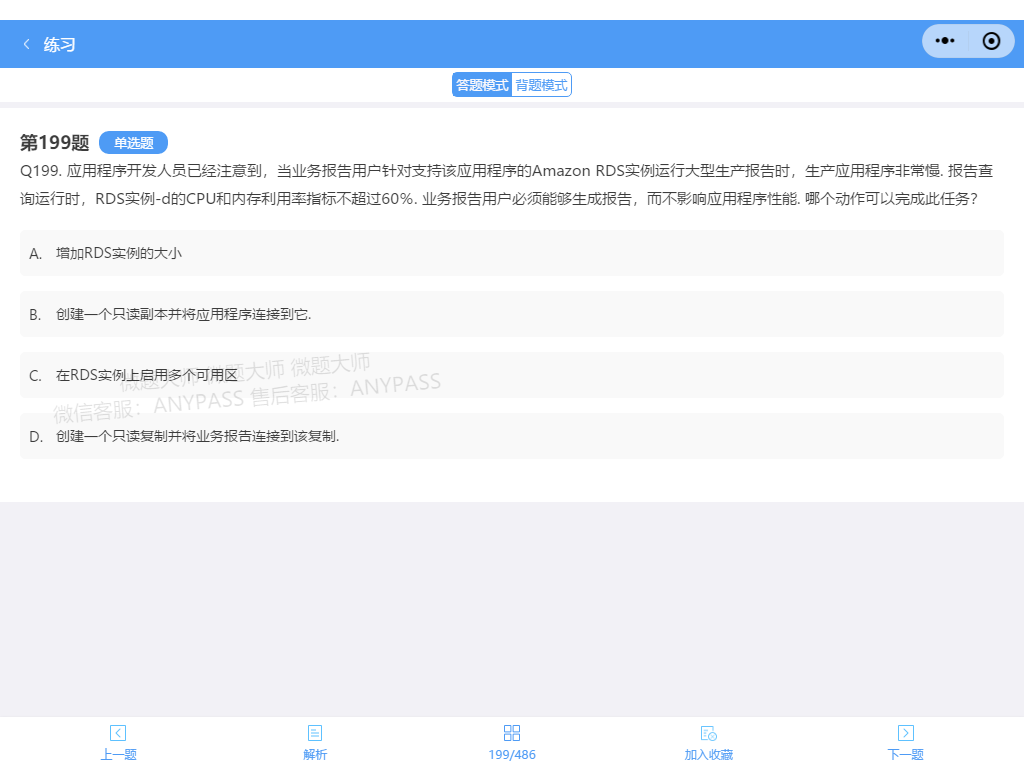 练习
答题模式 背题模式
第199题 单选题
Q199. 应用程序开发人员已经注意到，当业务报告用户针对支持该应用程序的Amazon RDS实例运行大型生产报告时，生产应用程序非常慢. 报告查
询运行时，RDS实例-d的CPU和内存利用率指标不超过60%. 业务报告用户必须能够生成报告，而不影响应用程序性能. 哪个动作可以完成此任务？
A. 增加RDS实例的大小
B. 创建一个只读副本并将应用程序连接到它.
C. 在RDS实例上启用多个可用区
微题大师 微题大师 微题大师
微信客服：ANYPASS 售后客服：ANYPASS
D. 创建一个只读复制并将业务报告连接到该复制.
上一题 解析 199/486 加入收藏 下一题